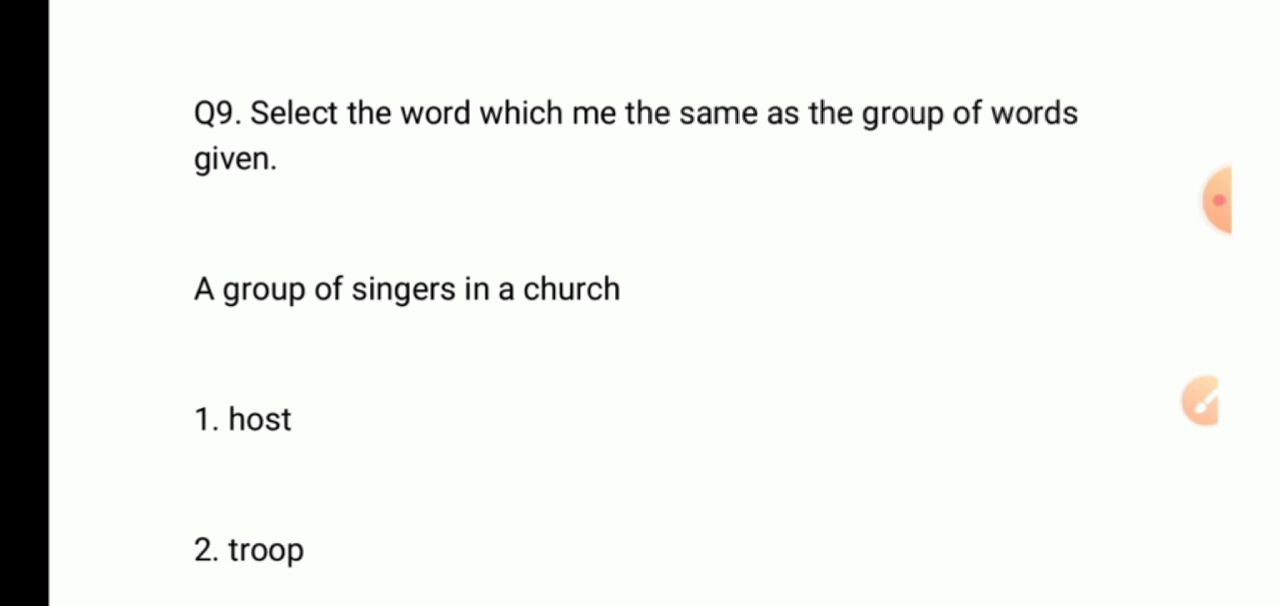 Q9. Select the word which me the same as the group of words
given.
A group of singers in a church
1. host
2. troop